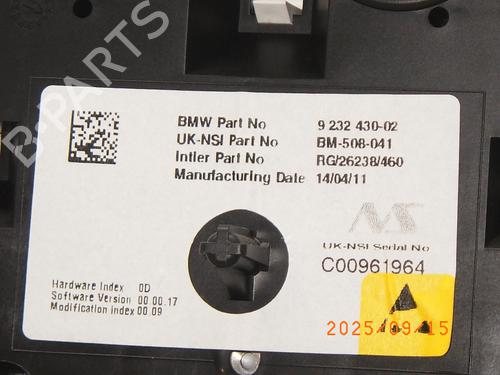 B-PARTS
BMW Part No 9 232 430-02
UK-NSI Part No BM-508-041
Intier Part No RG/26238/460
Manufacturing Date 14/04/11
NS
UK-NSI Serial No
C00961964
Hardware Index 0D
Software Version 00.00.17
Modification index 00.09
2025/09/15